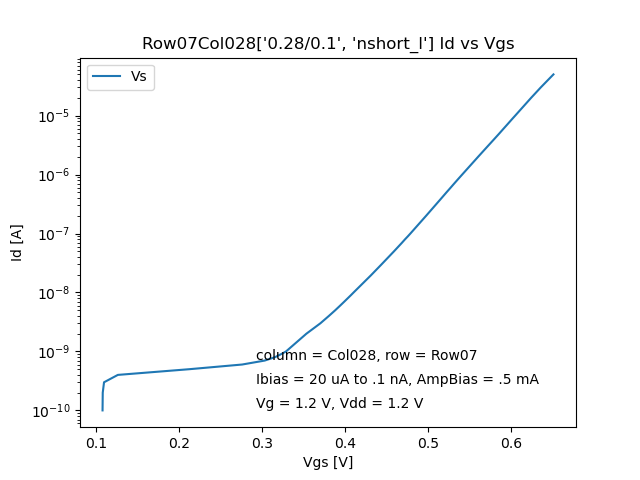 Row07Col028['0.28/0.1', 'nshort_l'] Id vs Vgs
Vs
10⁻⁵
10⁻⁶
10⁻⁷
10⁻⁸
10⁻⁹
10⁻¹⁰
Id [A]
column = Col028, row = Row07
Ibias = 20 uA to .1 nA, AmpBias = .5 mA
Vg = 1.2 V, Vdd = 1.2 V
0.1 0.2 0.3 0.4 0.5 0.6
Vgs [V]